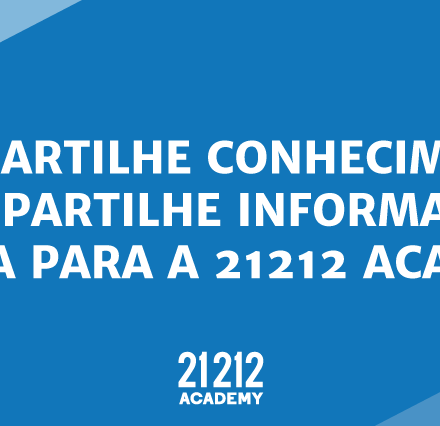 ARTILHE CONHECIM
PARTILHE INFORMA
A PARA A 21212 ACA
21212
ACADEMY